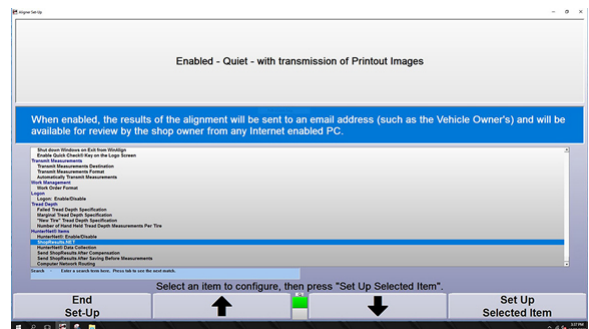 Aligner Set-Up
Enabled - Quiet - with transmission of Printout Images
When enabled, the results of the alignment will be sent to an email address (such as the Vehicle Owner's) and will be
available for review by the shop owner from any Internet enabled PC.
Shut down Windows on Exit from WinAlign
Enable Quick Check® Key on the Logo Screen
Transmit Measurements
Transmit Measurements Destination
Transmit Measurements Format
Automatically Transmit Measurements
Work Management
Work Order Format
Logon
Logon: Enable/Disable
Tread Depth
Failed Tread Depth Specification
Marginal Tread Depth Specification
"New Tire" Tread Depth Specification
Number of Hand Held Tread Depth Measurements Per Tire
HunterNet® Items
HunterNet® Enable/Disable
ShopResults.NET
HunterNet® Data Collection
Send ShopResults After Compensation
Send ShopResults After Saving Before Measurements
Computer Network Routing
Search - Enter a search item here. Press tab to see the next match.
Select an item to configure, then press "Set Up Selected Item".
End
Set-Up
Set Up
Selected Item
3:27 PM